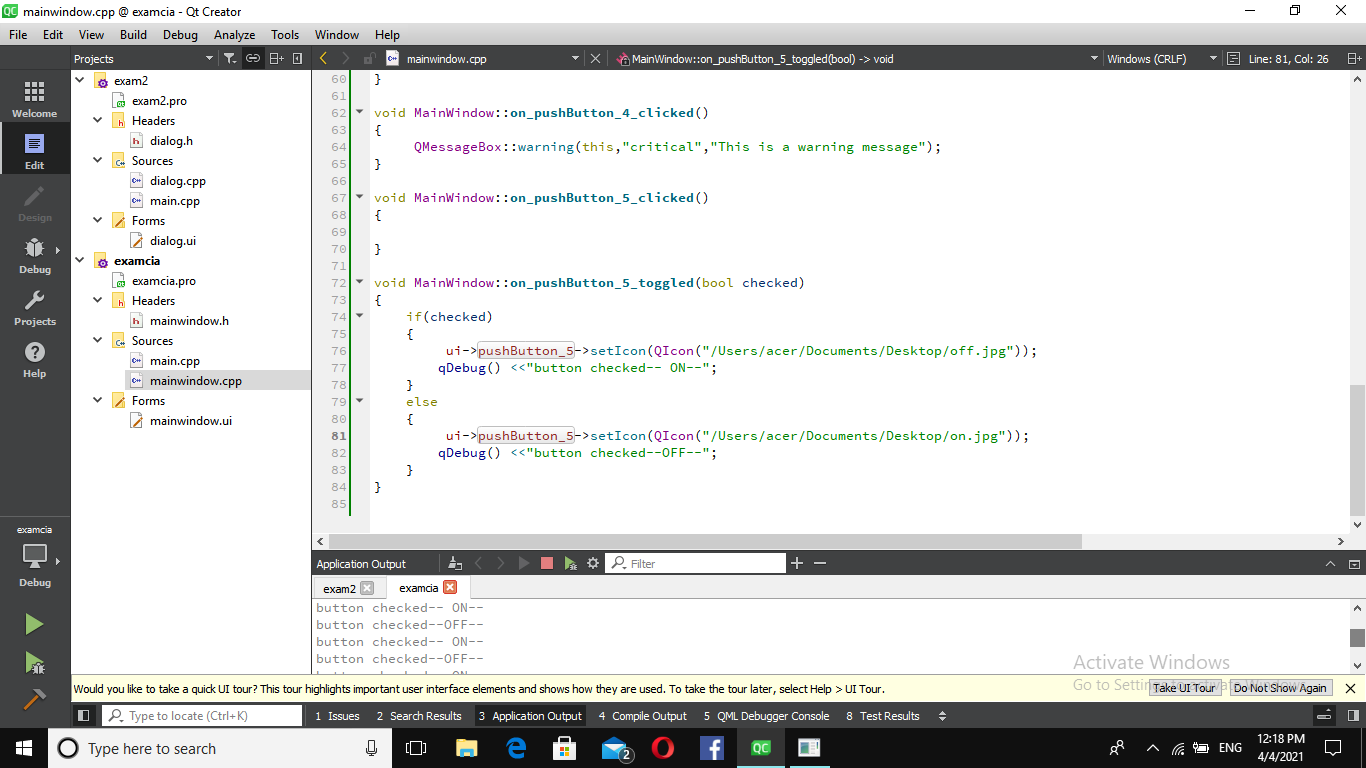 mainwindow.cpp @ examcia - Qt Creator
File Edit View Build Debug Analyze Tools Window Help
Projects
mainwindow.cpp
MainWindow::on_pushButton_5_toggled(bool) -> void
Windows (CRLF)
Line: 81, Col: 26
Welcome
Edit
Design
Debug
Projects
Help
examcia
Debug
exam2
exam2.pro
Headers
dialog.h
Sources
dialog.cpp
main.cpp
Forms
dialog.ui
examcia
examcia.pro
Headers
mainwindow.h
Sources
main.cpp
mainwindow.cpp
Forms
mainwindow.ui
60 }
61
62 void MainWindow::on_pushButton_4_clicked()
63 {
64 QMessageBox::warning(this,"critical","This is a warning message");
65 }
66
67 void MainWindow::on_pushButton_5_clicked()
68 {
69
70 }
71
72 void MainWindow::on_pushButton_5_toggled(bool checked)
73 {
74 if(checked)
75 {
76 ui->pushButton_5->setIcon(QIcon("/Users/acer/Documents/Desktop/off.jpg"));
77 qDebug() <<"button checked-- ON--";
78 }
79 else
80 {
81 ui->pushButton_5->setIcon(QIcon("/Users/acer/Documents/Desktop/on.jpg"));
82 qDebug() <<"button checked--OFF--";
83 }
84 }
85
Application Output
Filter
exam2
examcia
button checked-- ON--
button checked--OFF--
button checked-- ON--
button checked--OFF--
Activate Windows
Would you like to take a quick UI tour? This tour highlights important user interface elements and shows how they are used. To take the tour later, select Help > UI Tour.
Go to
Take UI Tour
Do Not Show Again
Type to locate (Ctrl+K)
1 Issues 2 Search Results 3 Application Output 4 Compile Output 5 QML Debugger Console 8 Test Results
Type here to search
2
QC
ENG
12:18 PM
4/4/2021